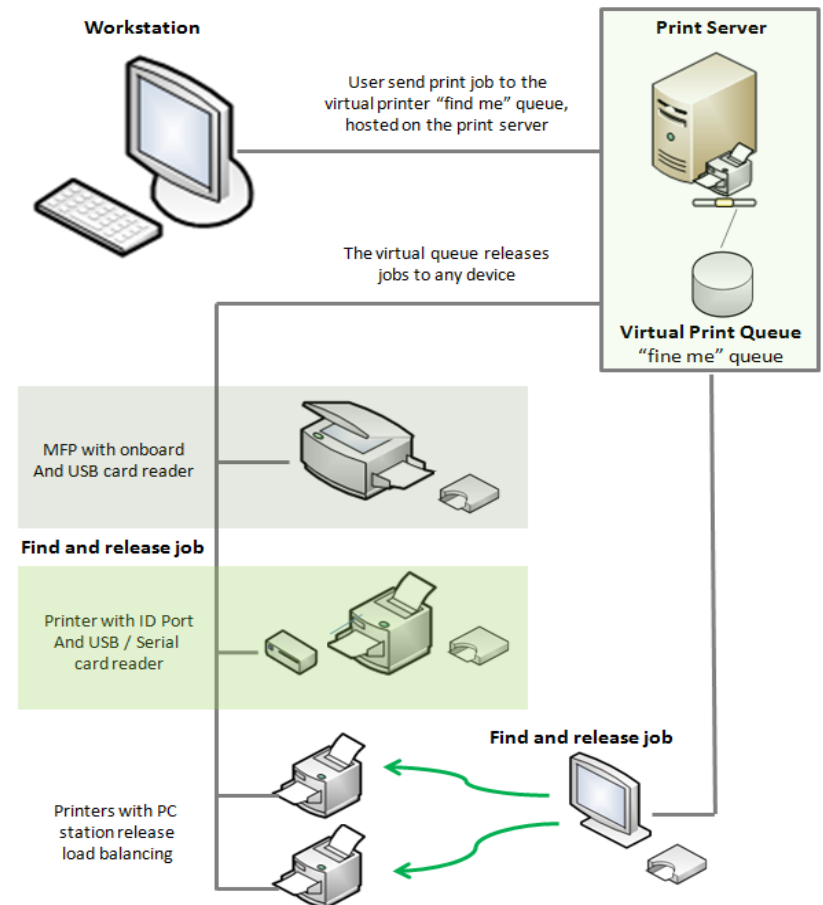 Workstation
Print Server
User send print job to the
virtual printer “find me” queue,
hosted on the print server
The virtual queue releases
jobs to any device
Virtual Print Queue
“fine me” queue
MFP with onboard
And USB card reader
Find and release job
Printer with ID Port
And USB / Serial
card reader
Find and release job
Printers with PC
station release
load balancing